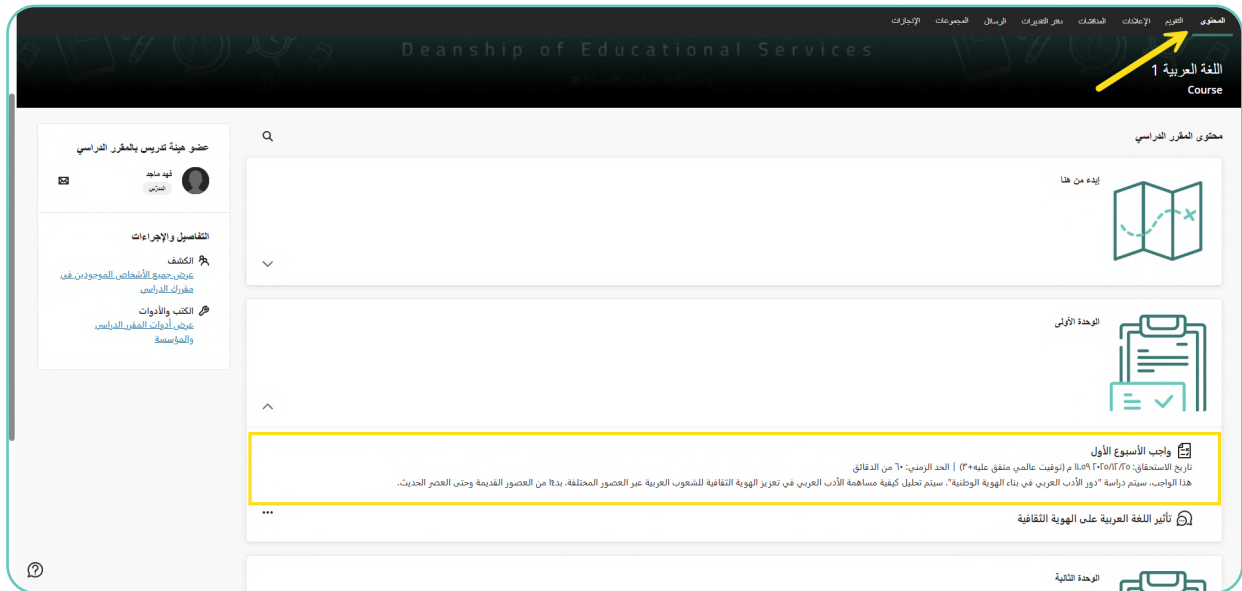 المحتوى التقويم الإعلانات المناقشات دفتر التقديرات الرسائل المجموعات الإنجازات
Deanship of Educational Services
اللغة العربية 1
Course
محتوى المقرر الدراسي
إبدء من هنا
الوحدة الأولى
واجب الأسبوع الأول
تاريخ الاستحقاق: ٢٠٢٥/١٢/٢٥ ١١،٥٩ م (توقيت عالمي متفق عليه+٣) | الحد الزمني: ٦٠ من الدقائق
هذا الواجب، سيتم دراسة "دور الأدب العربي في بناء الهوية الوطنية". سيتم تحليل كيفية مساهمة الأدب العربي في تعزيز الهوية الثقافية للشعوب العربية عبر العصور المختلفة، بدءًا من العصور القديمة وحتى العصر الحديث.
تأثير اللغة العربية على الهوية الثقافية
الوحدة الثانية
عضو هيئة تدريس بالمقرر الدراسي
فهد ماجد
المدرّس
التفاصيل والإجراءات
الكشف
عرض جميع الأشخاص الموجودين في
مقررك الدراسي
الكتب والأدوات
عرض أدوات المقرر الدراسي
والمؤسسة